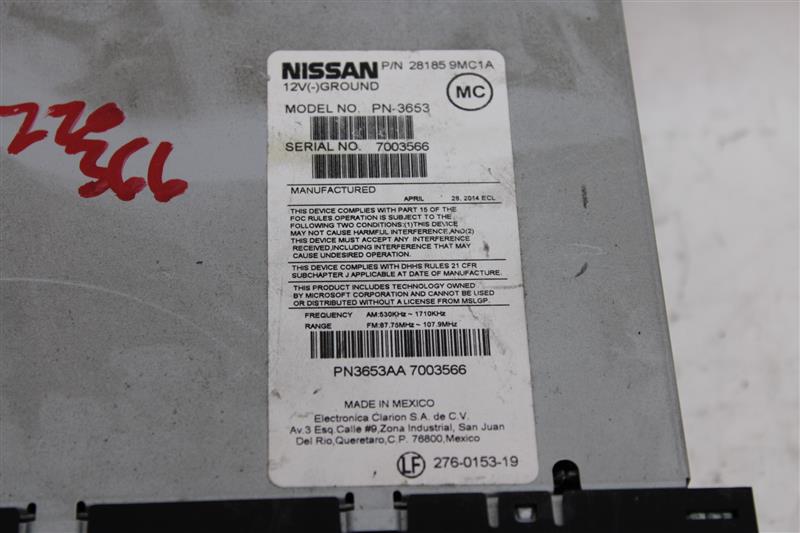 NISSAN P/N 28185 9MC1A
12V(-)GROUND
MC
MODEL NO. PN-3653
SERIAL NO. 7003566
MANUFACTURED
APRIL 28, 2014 ECL
THIS DEVICE COMPLIES WITH PART 15 OF THE
FOC RULES.OPERATION IS SUBJECT TO THE
FOLLOWING TWO CONDITIONS:(1)THIS DEVICE
MAY NOT CAUSE HARMFUL INTERFERENCE,AND(2)
THIS DEVICE MUST ACCEPT ANY INTERFERENCE
RECEIVED,INCLUDING INTERFERENCE THAT MAY
CAUSE UNDESIRED OPERATION.
THIS DEVICE COMPLIES WITH DHHS RULES 21 CFR
SUBCHAPTER J APPLICABLE AT DATE OF MANUFACTURE.
THIS PRODUCT INCLUDES TECHNOLOGY OWNED
BY MICROSOFT CORPORATION AND CANNOT BE USED
OR DISTRIBUTED WITHOUT A LICENSE FROM MSLGP.
FREQUENCY AM:530KHz ~ 1710KHz
RANGE FM:87.75MHz ~ 107.9MHz
PN3653AA 7003566
MADE IN MEXICO
Electronica Clarion S.A. de C.V.
Av.3 Esq.Calle #9,Zona Industrial, San Juan
Del Rio,Queretaro,C.P. 76800,Mexico
LF 276-0153-19